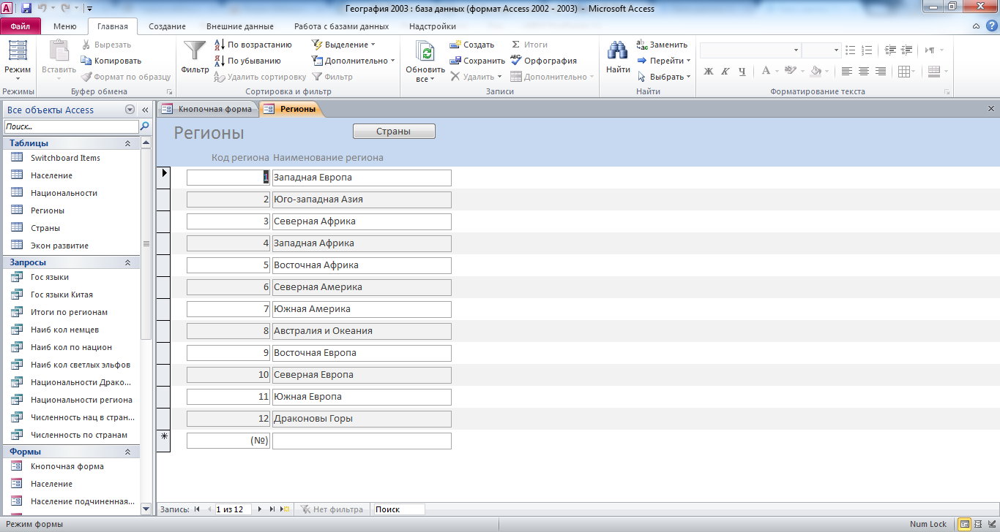 География 2003 : база данных (формат Access 2002 - 2003) - Microsoft Access
Файл Меню Главная Создание Внешние данные Работа с базами данных Надстройки
Режим
Режимы
Вставить
Вырезать
Копировать
Формат по образцу
Буфер обмена
Фильтр
По возрастанию
По убыванию
Удалить сортировку
Выделение
Дополнительно
Фильтр
Сортировка и фильтр
Обновить
все
Создать
Сохранить
Удалить
Итоги
Орфография
Дополнительно
Записи
Найти
Заменить
Перейти
Выбрать
Найти
Ж К Ч А
Форматирование текста
Все объекты Access
Поиск...
Таблицы
Switchboard Items
Население
Национальности
Регионы
Страны
Экон развитие
Запросы
Гос языки
Гос языки Китая
Итоги по регионам
Наиб кол немцев
Наиб кол по национ
Наиб кол светлых эльфов
Национальности Драко...
Национальности региона
Численность нац в стран...
Численность по странам
Формы
Кнопочная форма
Население
Население подчиненная...
Кнопочная форма Регионы
Регионы Страны
Код региона Наименование региона
1 Западная Европа
2 Юго-западная Азия
3 Северная Африка
4 Западная Африка
5 Восточная Африка
6 Северная Америка
7 Южная Америка
8 Австралия и Океания
9 Восточная Европа
10 Северная Европа
11 Южная Европа
12 Драконовы Горы
(№)
Запись: 1 из 12 Нет фильтра Поиск
Режим формы Num Lock